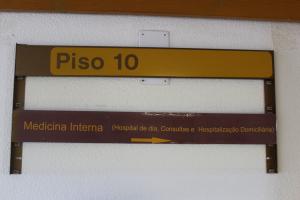 Piso 10
Medicina Interna (Hospital de dia, Consultas e Hospitalização Domiciliária)